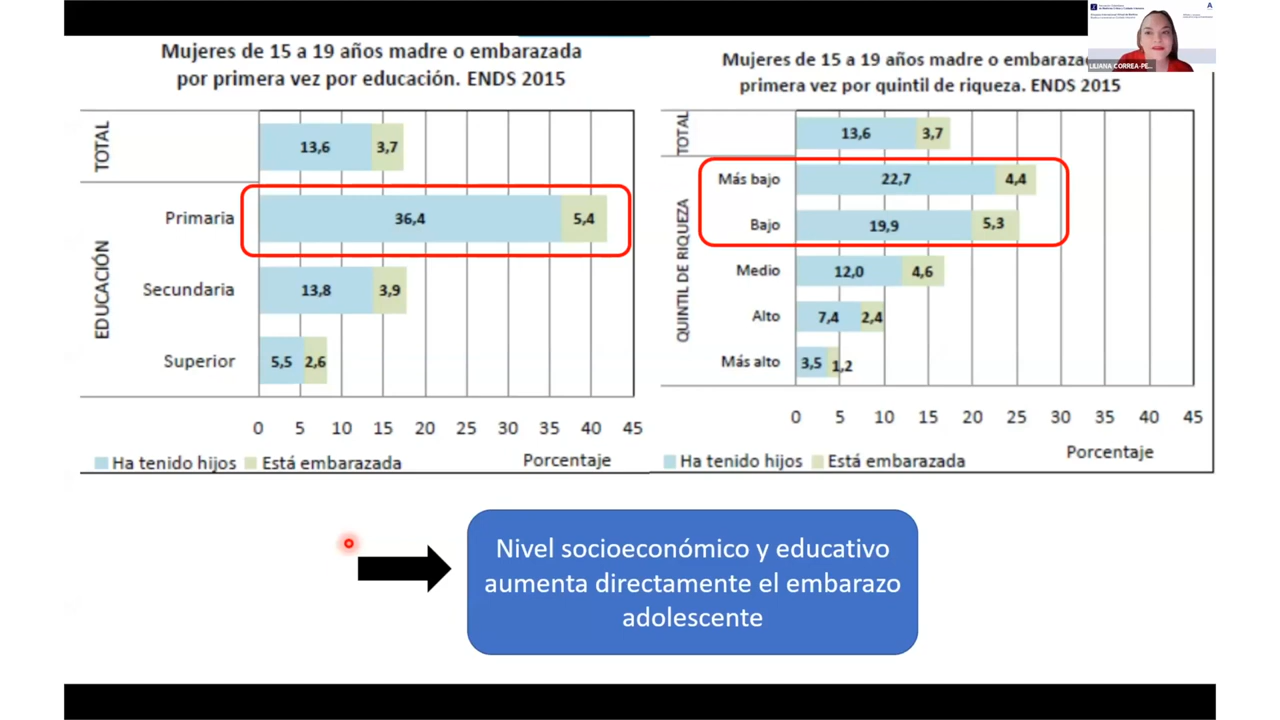 Mujeres de 15 a 19 años madre o embarazada
por primera vez por educación. ENDS 2015
TOTAL
13,6 3,7
EDUCACIÓN
Primaria 36,4 5,4
Secundaria 13,8 3,9
Superior 5,5 2,6
0 5 10 15 20 25 30 35 40 45
Ha tenido hijos Está embarazada Porcentaje
Mujeres de 15 a 19 años madre o embaraza
primera vez por quintil de riqueza. ENDS 2015
TOTAL
13,6 3,7
QUINTIL DE RIQUEZA
Más bajo 22,7 4,4
Bajo 19,9 5,3
Medio 12,0 4,6
Alto 7,4 2,4
Más alto 3,5 1,2
0 5 10 15 20 25 30 35 40 45
Porcentaje
Ha tenido hijos Está embarazada
LILIANA CORREA-PE...
Nivel socioeconómico y educativo
aumenta directamente el embarazo
adolescente